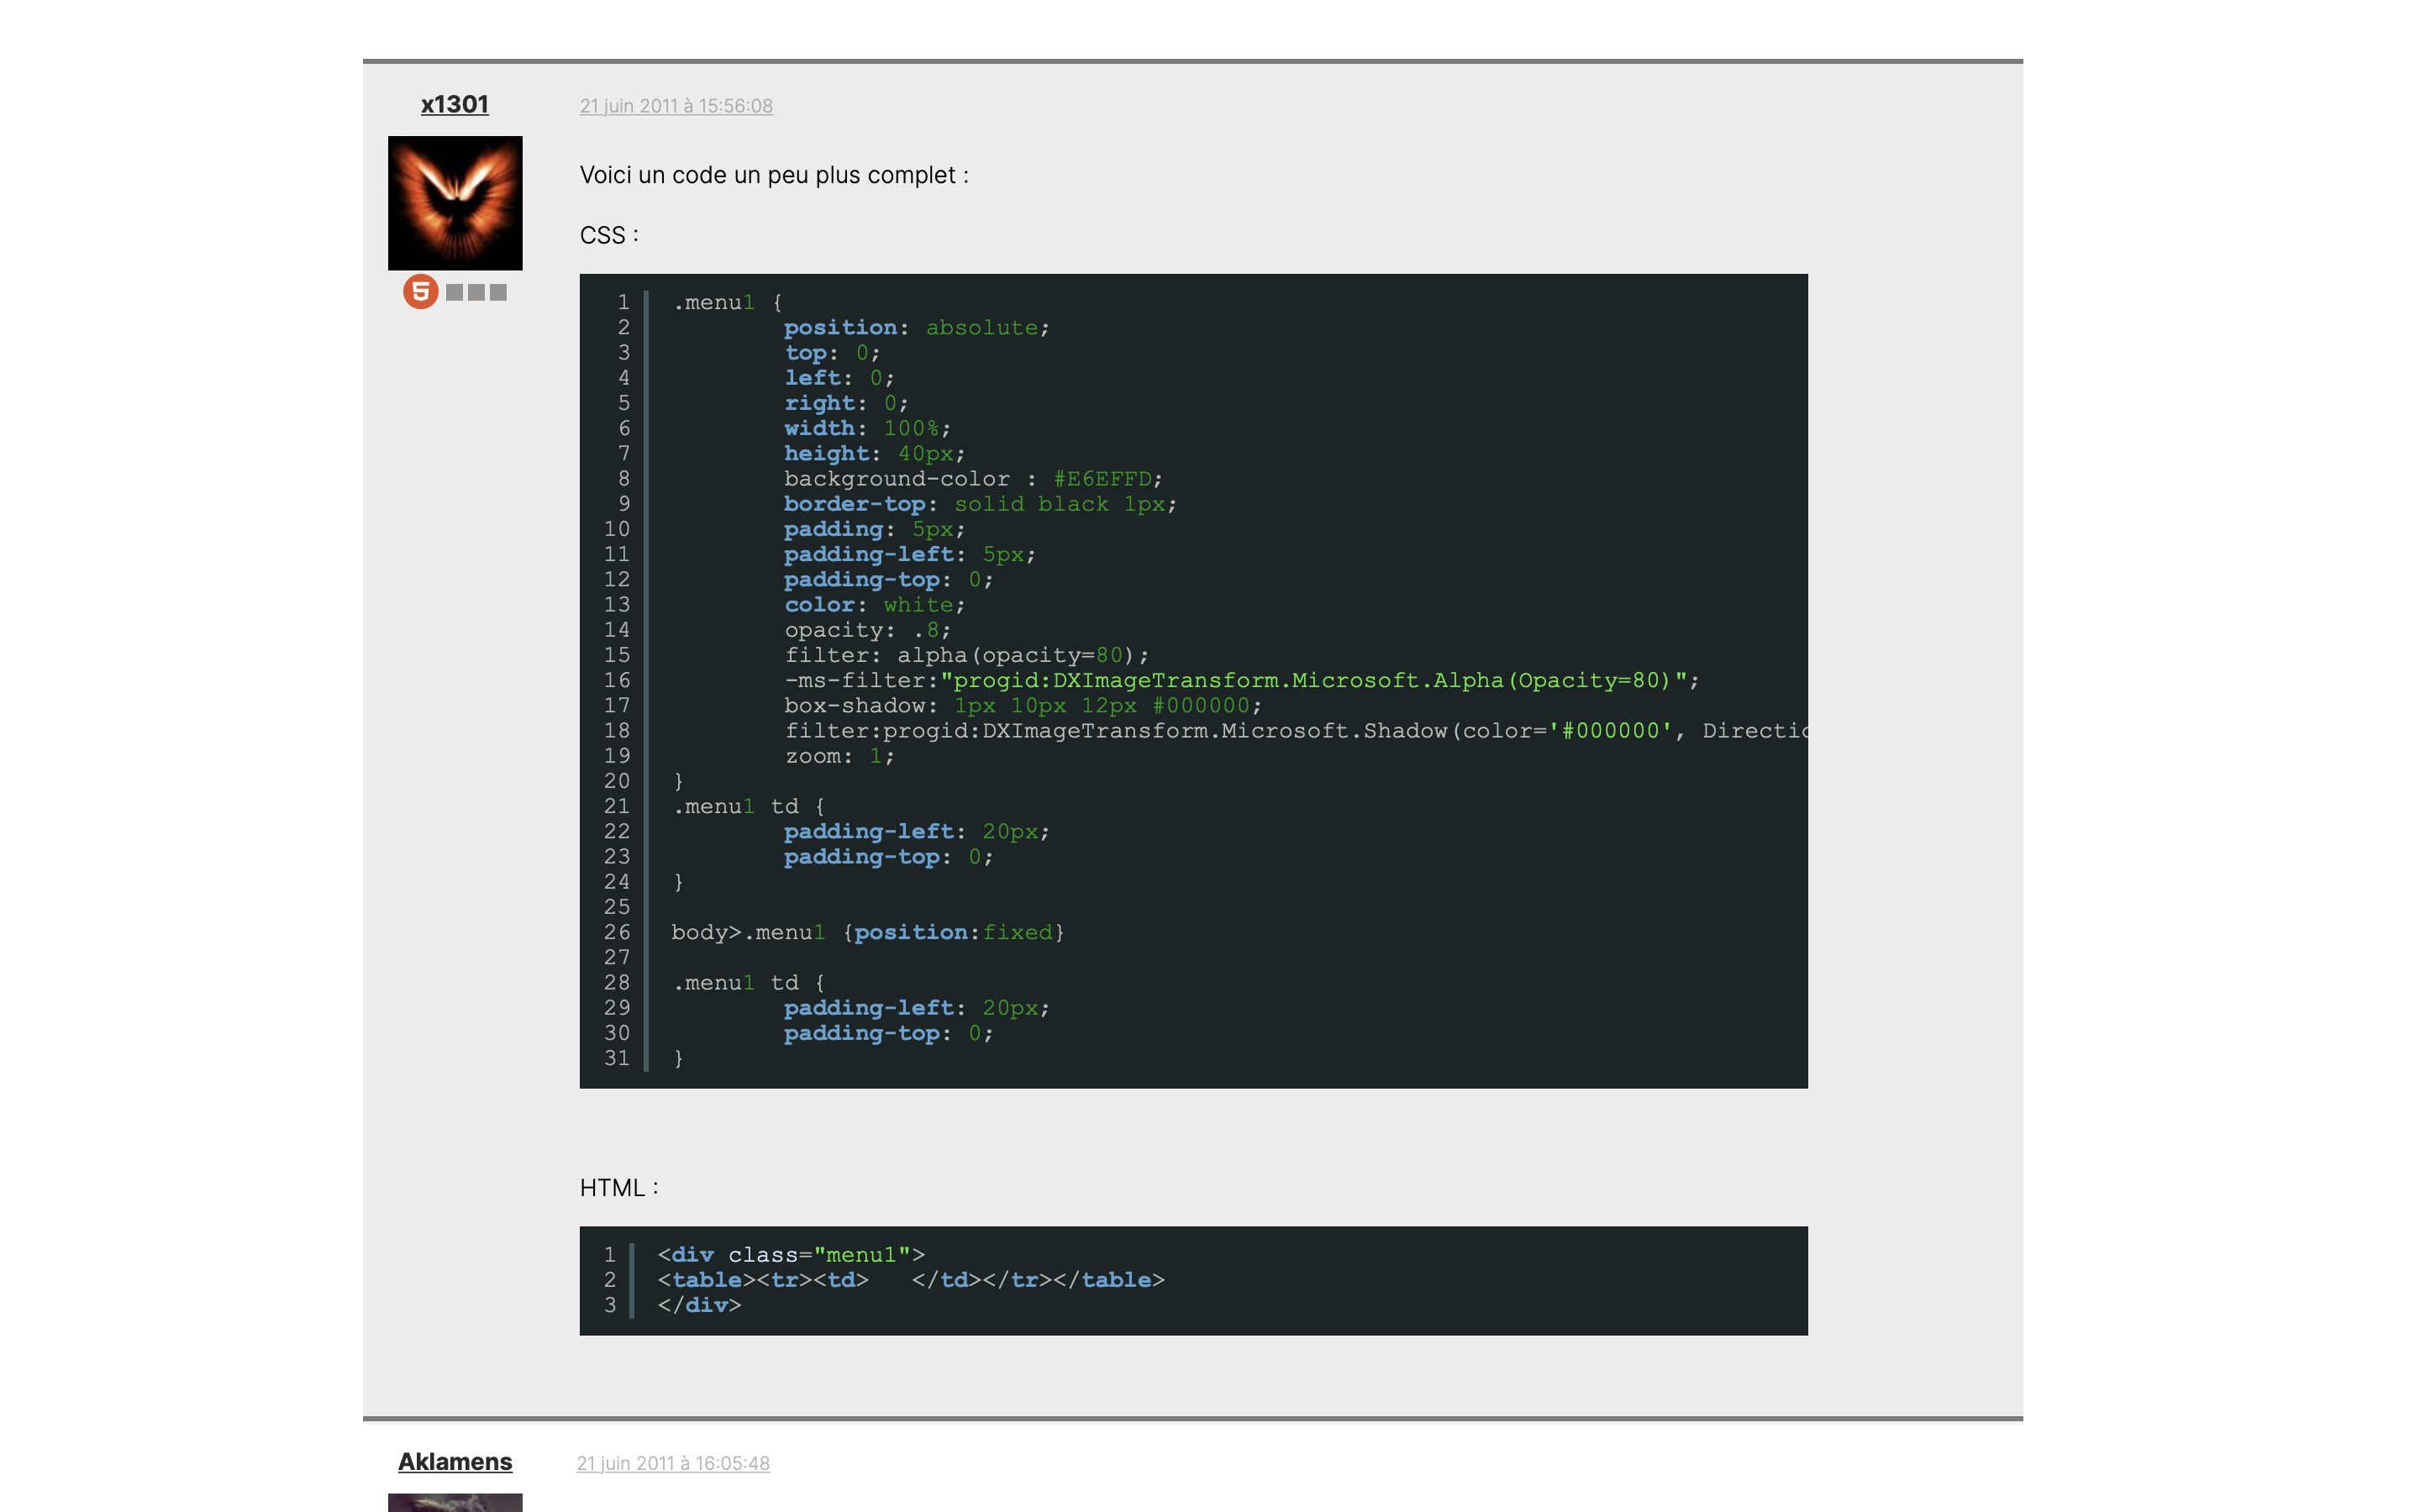 x1301
21 juin 2011 à 15:56:08
Voici un code un peu plus complet :
CSS :
1 .menu1 {
2 position: absolute;
3 top: 0;
4 left: 0;
5 right: 0;
6 width: 100%;
7 height: 40px;
8 background-color : #E6EFFD;
9 border-top: solid black 1px;
10 padding: 5px;
11 padding-left: 5px;
12 padding-top: 0;
13 color: white;
14 opacity: .8;
15 filter: alpha(opacity=80);
16 -ms-filter:"progid:DXImageTransform.Microsoft.Alpha(Opacity=80)";
17 box-shadow: 1px 10px 12px #000000;
18 filter:progid:DXImageTransform.Microsoft.Shadow(color='#000000', Directic
19 zoom: 1;
20 }
21 .menu1 td {
22 padding-left: 20px;
23 padding-top: 0;
24 }
25
26 body>.menu1 {position:fixed}
27
28 .menu1 td {
29 padding-left: 20px;
30 padding-top: 0;
31 }
HTML :
1 <div class="menu1">
2 <table><tr><td>   </td></tr></table>
3 </div>
Aklamens
21 juin 2011 à 16:05:48